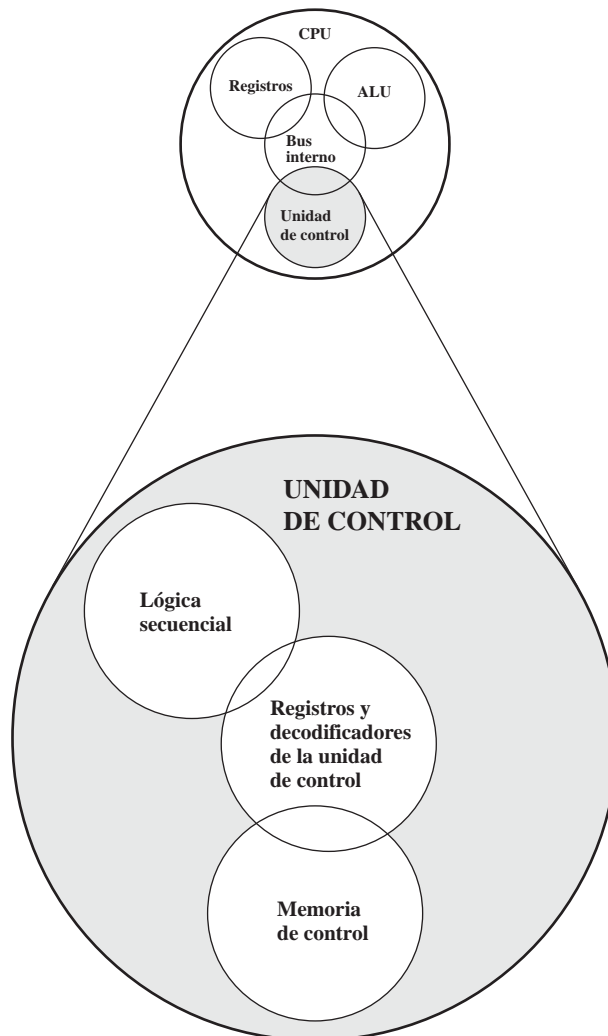 CPU
Registros
ALU
Bus
interno
Unidad
de control
UNIDAD
DE CONTROL
Lógica
secuencial
Registros y
decodificadores
de la unidad
de control
Memoria
de control